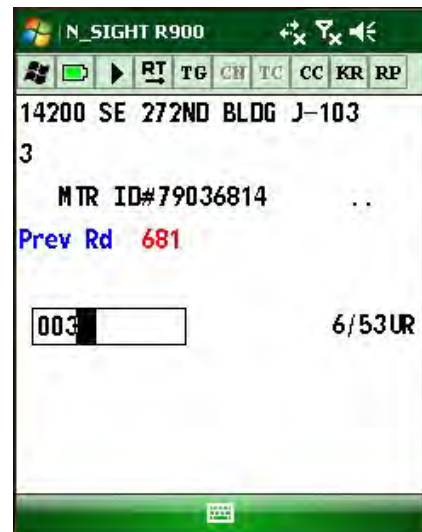 N_SIGHT R900
RT TG CH TC CC KR RP
14200 SE 272ND BLDG J-103
3
MTR ID#79036814 ..
Prev Rd 681
003 6/53UR